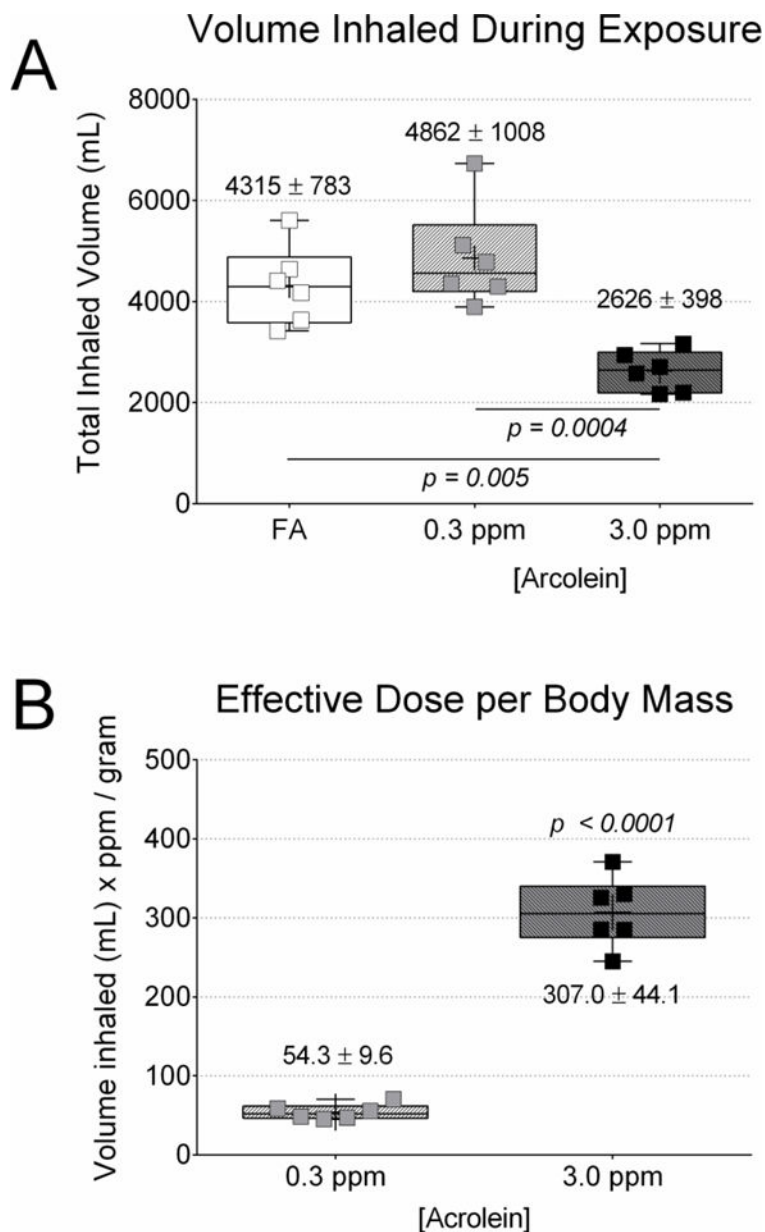 Volume Inhaled During Exposure
A
Total Inhaled Volume (mL)
8000
6000
4000
2000
0
4315 ± 783
4862 ± 1008
2626 ± 398
p = 0.0004
p = 0.005
FA 0.3 ppm 3.0 ppm
[Arcolein]
B
Effective Dose per Body Mass
Volume inhaled (mL) x ppm / gram
500
400
300
200
100
0
p < 0.0001
307.0 ± 44.1
54.3 ± 9.6
0.3 ppm 3.0 ppm
[Acrolein]